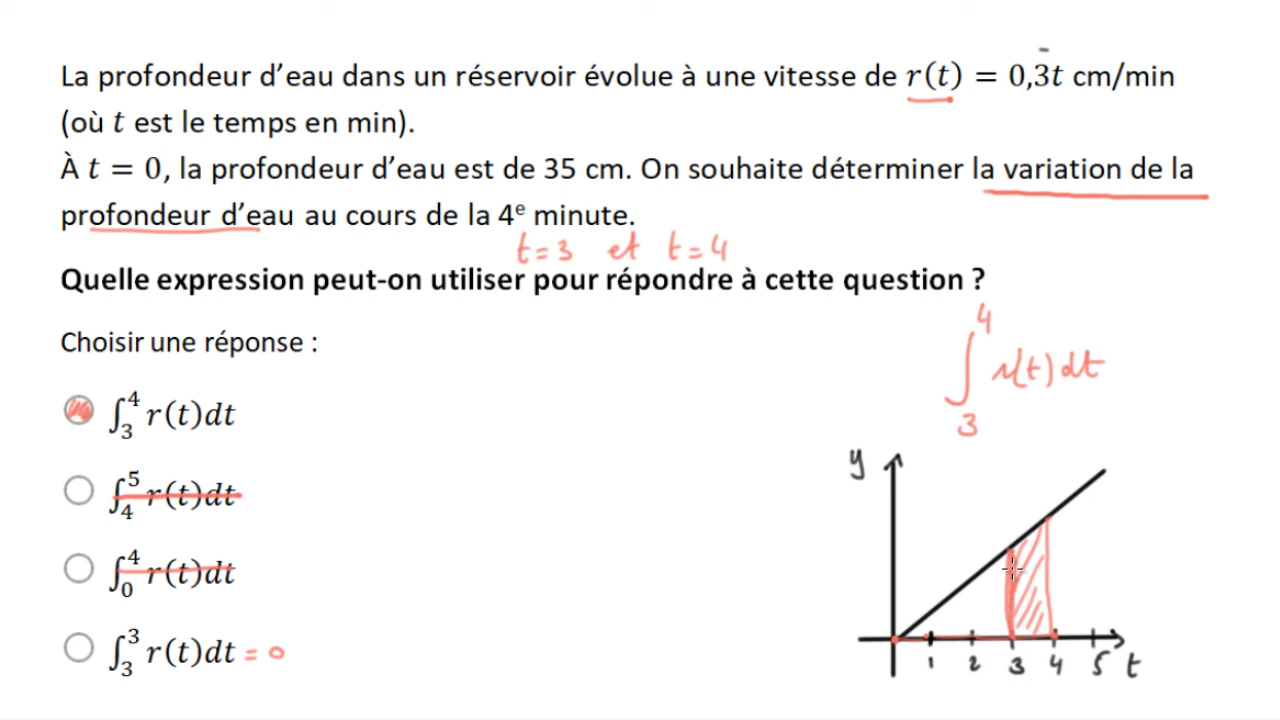 La profondeur d’eau dans un réservoir évolue à une vitesse de r(t) = 0,3t cm/min
(où t est le temps en min).
À t = 0, la profondeur d’eau est de 35 cm. On souhaite déterminer la variation de la
profondeur d’eau au cours de la 4ᵉ minute.
t=3 et t=4
Quelle expression peut-on utiliser pour répondre à cette question ?
Choisir une réponse :
∫₃⁴ r(t)dt
∫₃⁴ r(t)dt
∫₄⁵ r(t)dt
∫₀⁴ r(t)dt
∫₃³ r(t)dt = 0
y
1 2 3 4 5 t